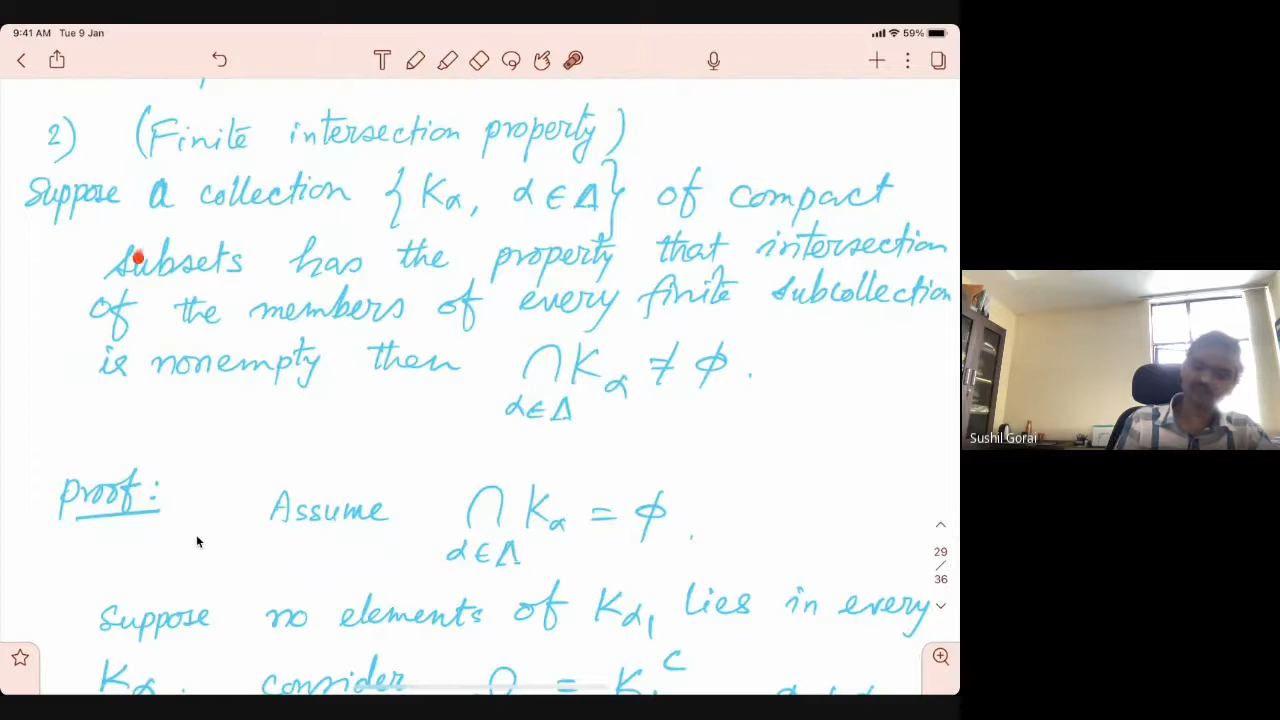 9:41 AM Tue 9 Jan
59%
2) (Finite intersection property)
Suppose a collection {Kα, α∈Λ} of compact
subsets has the property that intersection
of the members of every finite subcollection
is nonempty then ∩ Kα ≠ ϕ.
α∈Λ
Proof: Assume ∩ Kα = ϕ.
α∈Λ
Suppose no elements of Kα₁ lies in every
Kα. consider
29
/
36
Sushil Gorai